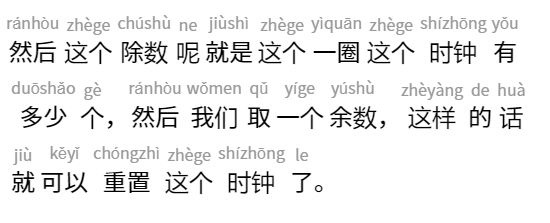 ránhòu zhège chúshù ne jiùshì zhège yìquān zhège shízhōng yǒu
然后 这个 除数 呢 就是 这个 一圈 这个 时钟 有
duōshǎo gè ránhòu wǒmen qǔ yíge yúshù zhèyàng de huà
多少 个，然后 我们 取 一个 余数，这样 的 话
jiù kěyǐ chóngzhì zhège shízhōng le
就 可以 重置 这个 时钟 了。